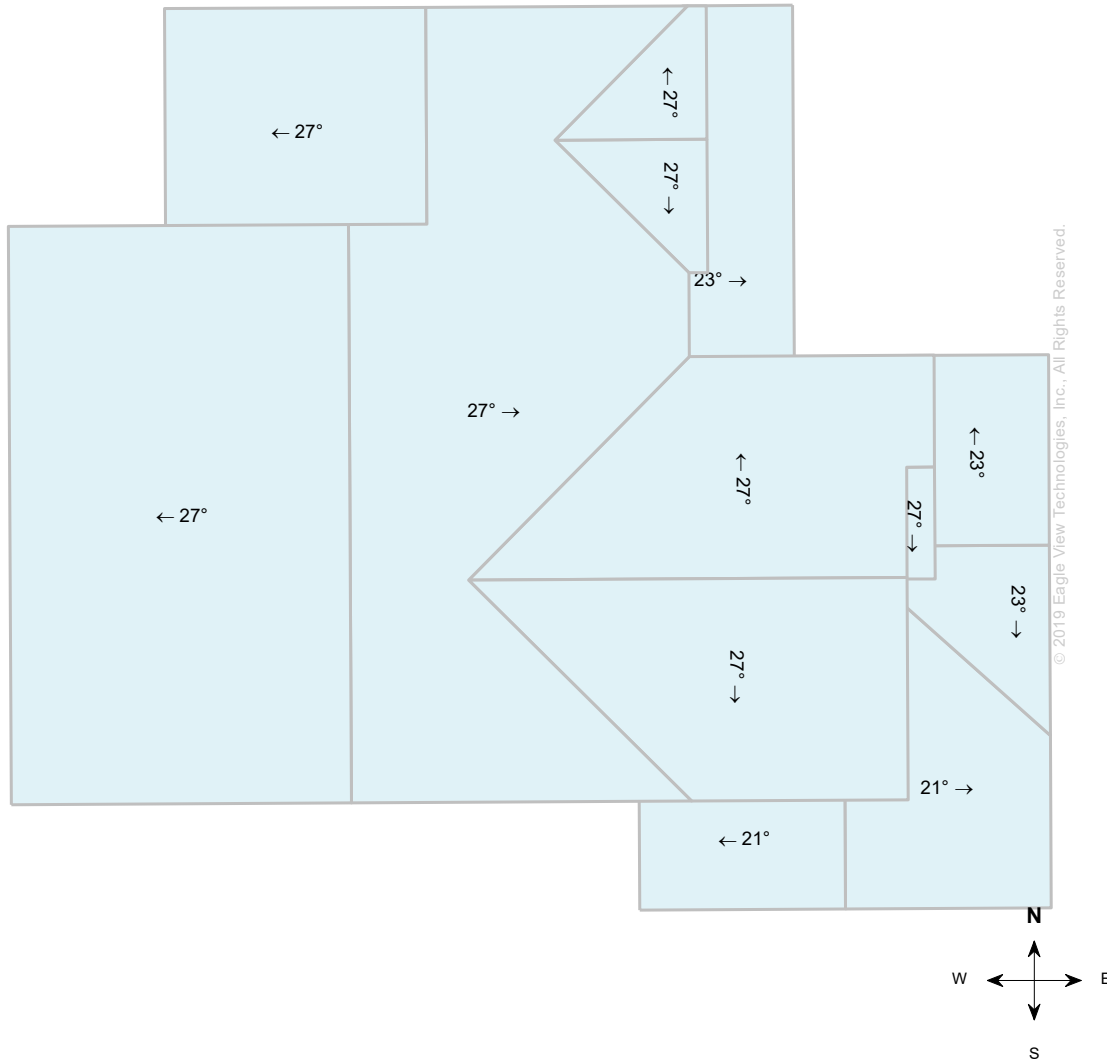 ← 27°
← 27°
27° →
23° →
27° →
← 27°
← 27°
← 23°
27° →
23° →
27° →
21° →
← 21°
© 2019 Eagle View Technologies, Inc., All Rights Reserved.
N
W
E
S